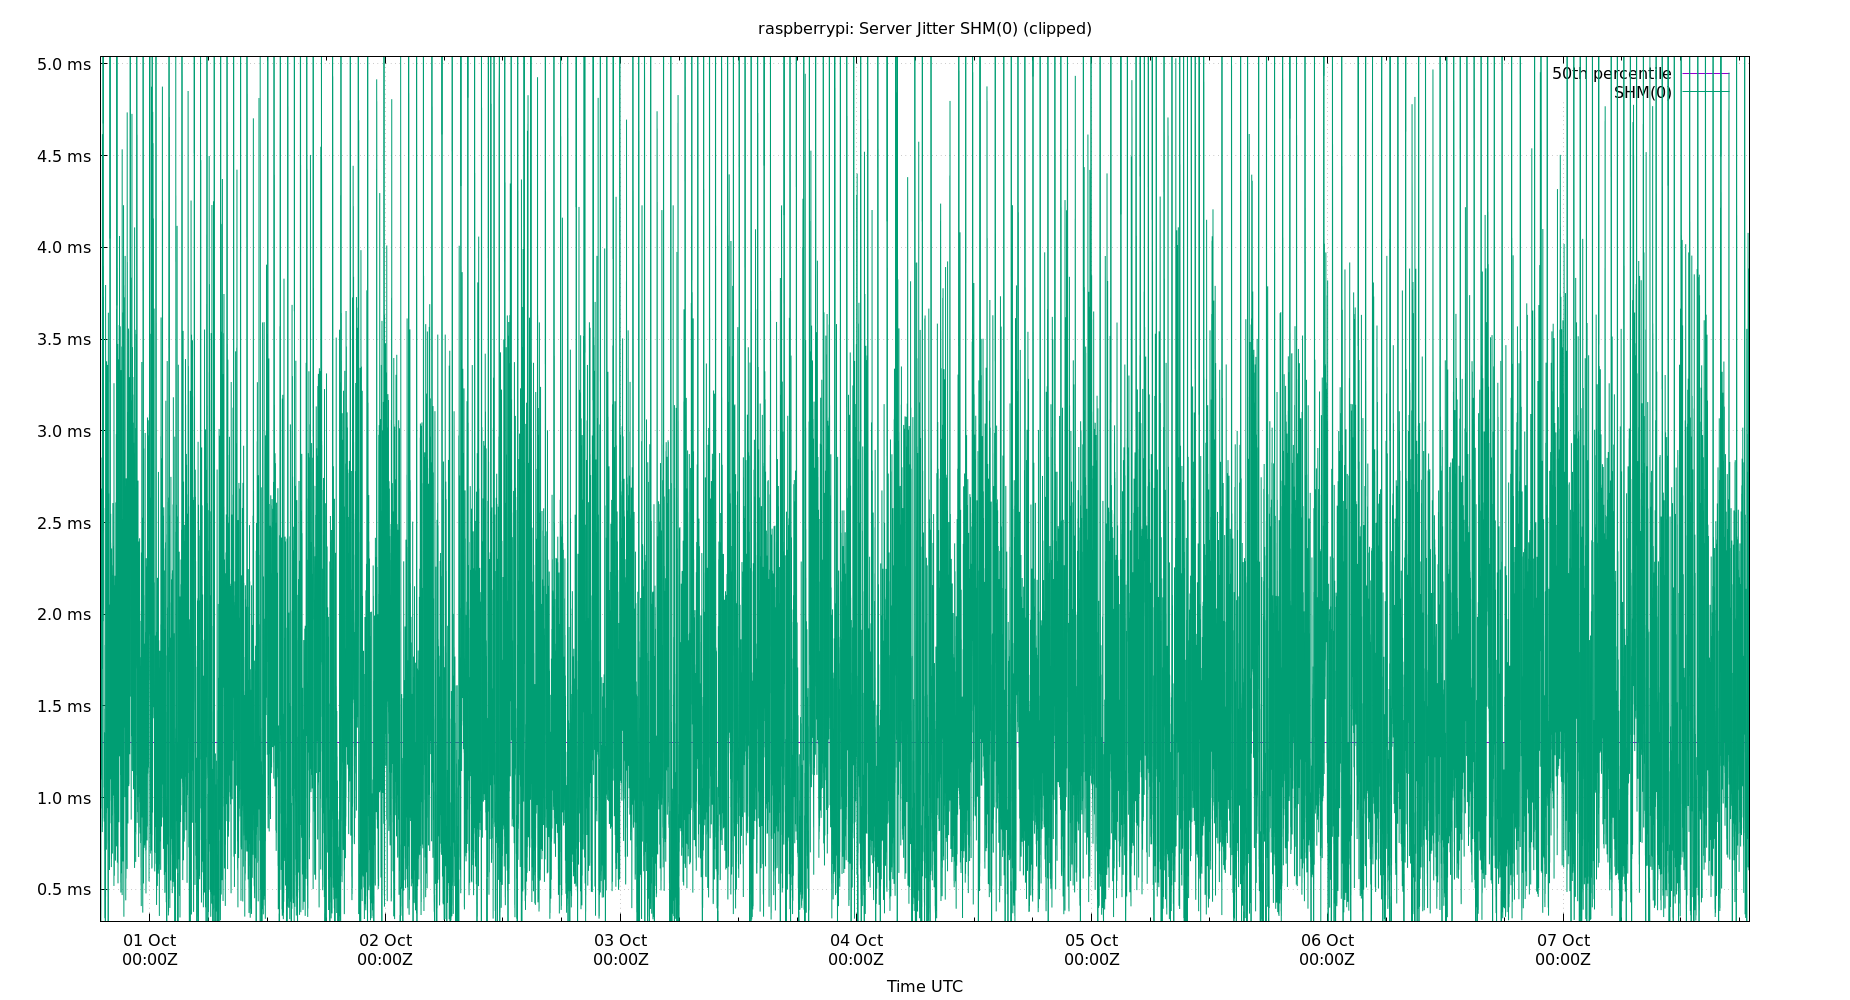 raspberrypi: Server Jitter SHM(0) (clipped)
50th percentile
SHM(0)
5.0 ms
4.5 ms
4.0 ms
3.5 ms
3.0 ms
2.5 ms
2.0 ms
1.5 ms
1.0 ms
0.5 ms
01 Oct 02 Oct 03 Oct 04 Oct 05 Oct 06 Oct 07 Oct
00:00Z 00:00Z 00:00Z 00:00Z 00:00Z 00:00Z 00:00Z
Time UTC